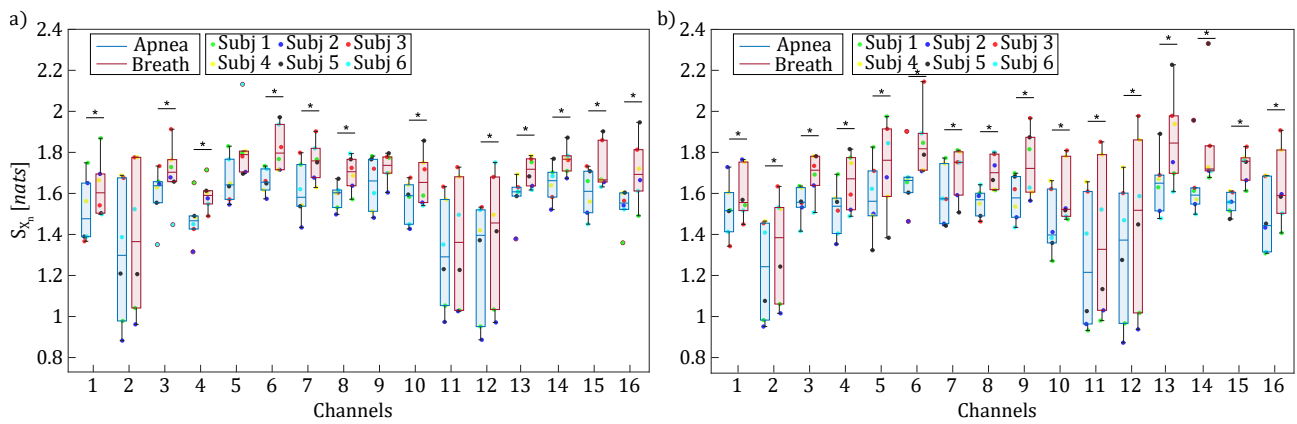 a)
S_{X_n} [nats]
2.4
2.2
2
1.8
1.6
1.4
1.2
1
0.8
Apnea
Breath
Subj 1 Subj 2 Subj 3
Subj 4 Subj 5 Subj 6
* * * * * * * * * * * *
1 2 3 4 5 6 7 8 9 10 11 12 13 14 15 16
Channels
b)
2.4
2.2
2
1.8
1.6
1.4
1.2
1
0.8
Apnea
Breath
Subj 1 Subj 2 Subj 3
Subj 4 Subj 5 Subj 6
* * * * * * * * * * * * * * * *
1 2 3 4 5 6 7 8 9 10 11 12 13 14 15 16
Channels